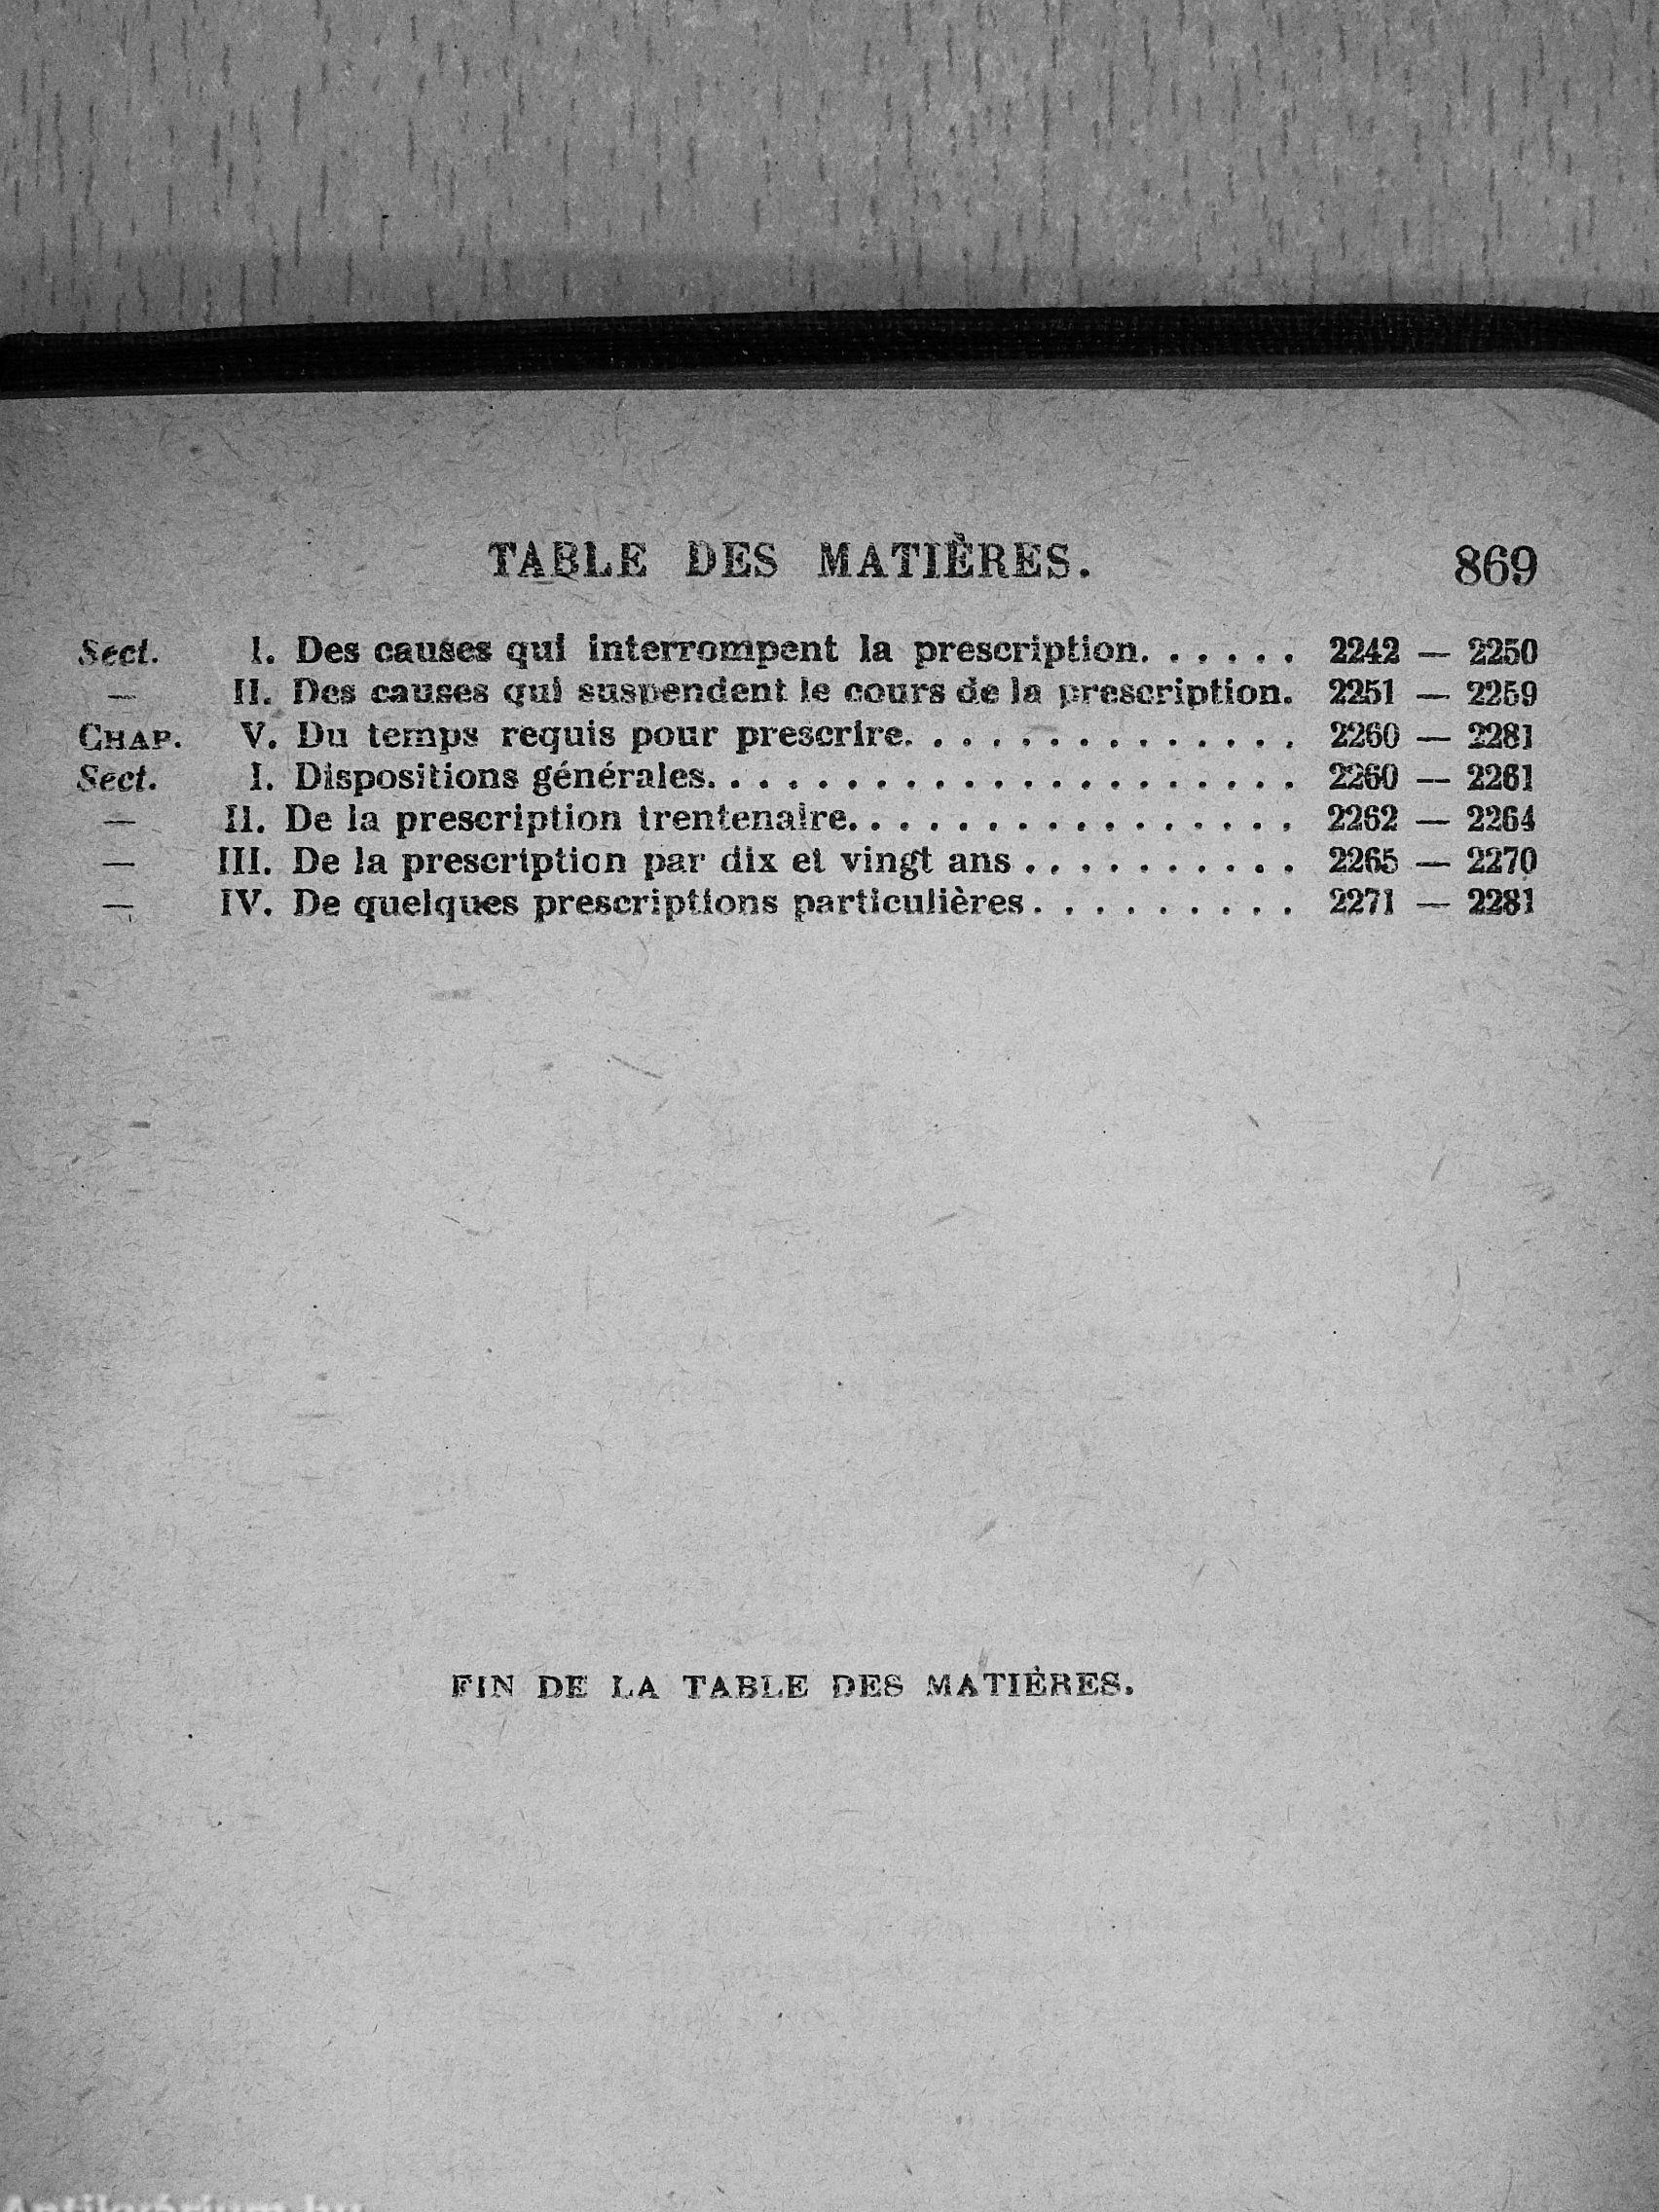 TABLE DES MATIÈRES. 869
Sect. I. Des causes qui interrompent la prescription. . . . . . 2242 — 2250
— II. Des causes qui suspendent le cours de la prescription. 2251 — 2259
CHAP. V. Du temps requis pour prescrire. . . . . . . . . . . . . . 2260 — 2281
Sect. I. Dispositions générales. . . . . . . . . . . . . . . . . . . . . 2260 — 2261
— II. De la prescription trentenaire. . . . . . . . . . . . . . . . 2262 — 2264
— III. De la prescription par dix et vingt ans . . . . . . . . . . 2265 — 2270
— IV. De quelques prescriptions particulières . . . . . . . . . . 2271 — 2281
FIN DE LA TABLE DES MATIÈRES.